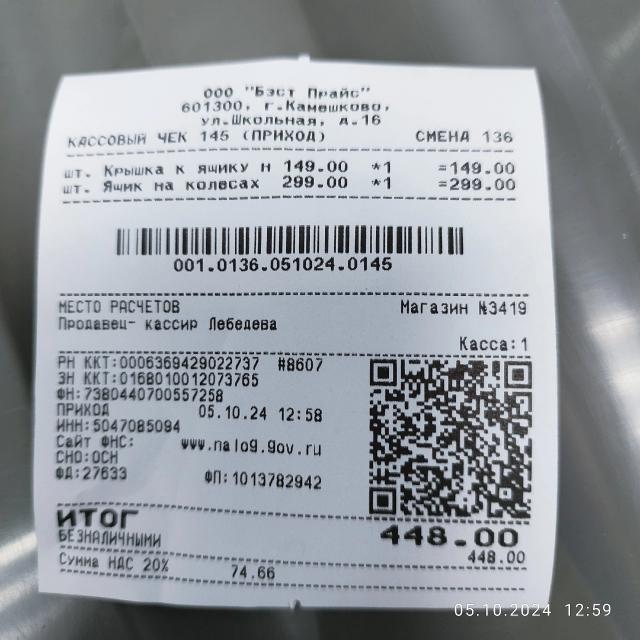 ООО "Бэст Прайс"
601300, г.Камешково,
ул.Школьная, д.16
КАССОВЫЙ ЧЕК 145 (ПРИХОД) СМЕНА 136
шт. Крышка к ящику н 149.00 *1 =149.00
шт. Ящик на колесах 299.00 *1 =299.00
001.0136.051024.0145
МЕСТО РАСЧЕТОВ Магазин №3419
Продавец- кассир Лебедева
Касса:1
РН ККТ:0006369429022737 #8607
ЗН ККТ:0168010012073765
ФН:7380440700557258
ПРИХОД 05.10.24 12:58
ИНН:5047085094
Сайт ФНС: www.nalog.gov.ru
СНО:ОСН
ФД:27633 ФП:1013782942
ИТОГ 448.00
БЕЗНАЛИЧНЫМИ 448.00
Сумма НДС 20% 74.66
05.10.2024 12:59